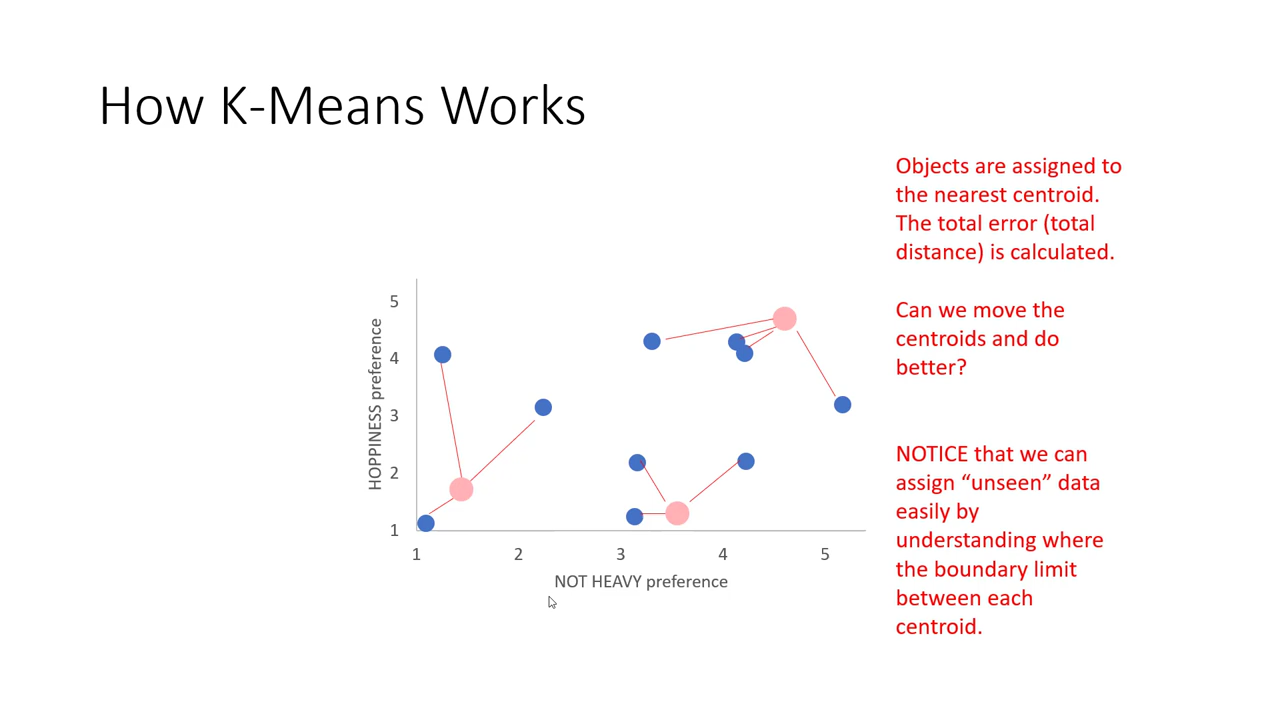 How K-Means Works
Objects are assigned to
the nearest centroid.
The total error (total
distance) is calculated.
Can we move the
centroids and do
better?
NOTICE that we can
assign “unseen” data
easily by
understanding where
the boundary limit
between each
centroid.
HOPPINESS preference
5
4
3
2
1
1 2 3 4 5
NOT HEAVY preference